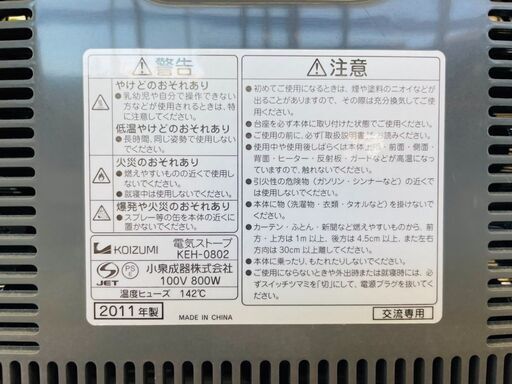 ⚠警告
やけどのおそれあり
●乳幼児や自分で操作できない
方などが使用されるときは、特
に注意してください。
低温やけどのおそれあり
●長時間、同じ姿勢で使用しな
いでください。
火災のおそれあり
●燃えやすいものの近くで使用し
ないでください。
●就寝中は使用しないでください。
爆発や火災のおそれあり
●スプレー等の缶を本体の近くに
置かないでください。
KOIZUMI 電気ストーブ
KEH-0802
PS E JET 小泉成器株式会社
100V 800W
温度ヒューズ 142℃
2011年製 MADE IN CHINA
⚠注意
●初めてご使用になるときは、煙や塗料のニオイなどが
出ることがありますので、その際は充分換気してご使
用ください。
●台座を必ず本体に取り付けてからご使用ください。
●ご使用の前に、必ず「取扱説明書」をお読みください。
●使用中や使用後しばらくは本体上部・前面・側面・
背面・ヒーター・反射板・ガードなどが高温になってい
ますので、触れないでください。
●引火性の危険物(ガソリン・シンナーなど)の近くで
は使用しないでください。
●本体に物(洗濯物・衣類・タオルなど)を掛けない
でください。
●カーテン・ふとん・新聞など燃えやすいものから、前
方・上方は1m以上、後方は4.5cm以上、また左右
方向は30cm以上離してください。
●本体に乗ったり、もたれたりしないでください。
●ご使用にならないときや外出時または就寝時には、必
ずスイッチツマミを「切」にして、電源プラグを抜いて
ください。
交流専用